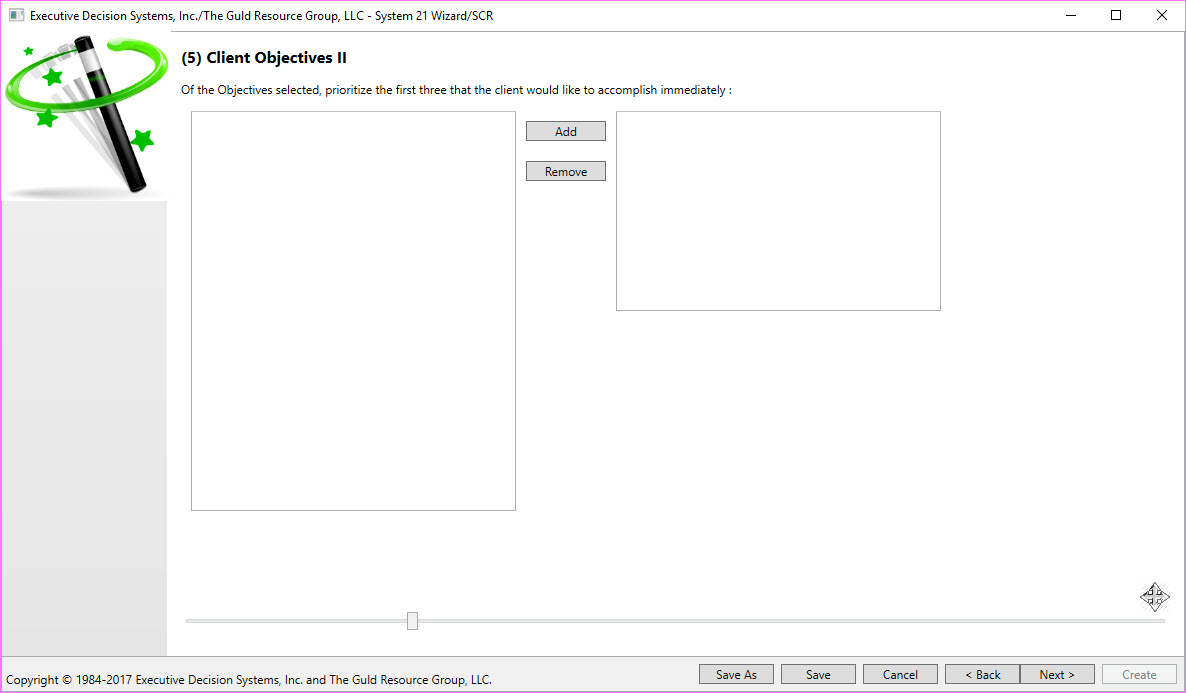 Executive Decision Systems, Inc./The Guld Resource Group, LLC - System 21 Wizard/SCR
(5) Client Objectives II
Of the Objectives selected, prioritize the first three that the client would like to accomplish immediately :
Add
Remove
Copyright © 1984-2017 Executive Decision Systems, Inc. and The Guld Resource Group, LLC.
Save As
Save
Cancel
< Back
Next >
Create